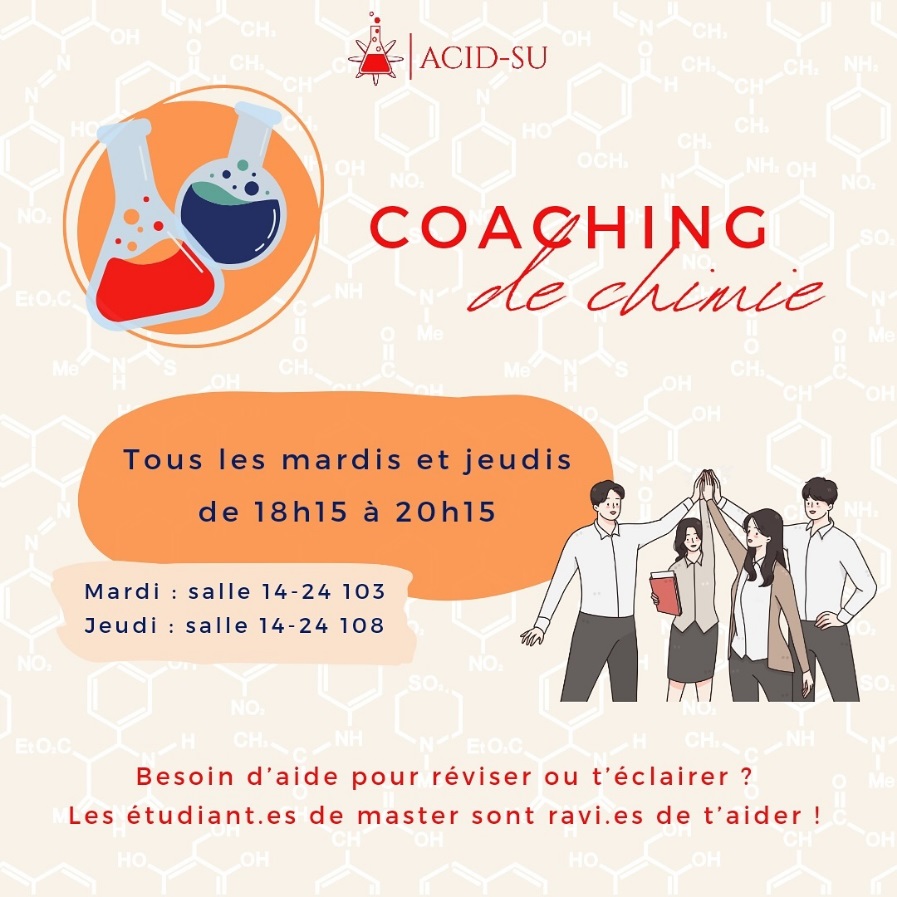 ACID-SU
COACHING
de chimie
Tous les mardis et jeudis
de 18h15 à 20h15
Mardi : salle 14-24 103
Jeudi : salle 14-24 108
Besoin d'aide pour réviser ou t'éclairer ?
Les étudiant.es de master sont ravi.es de t'aider !